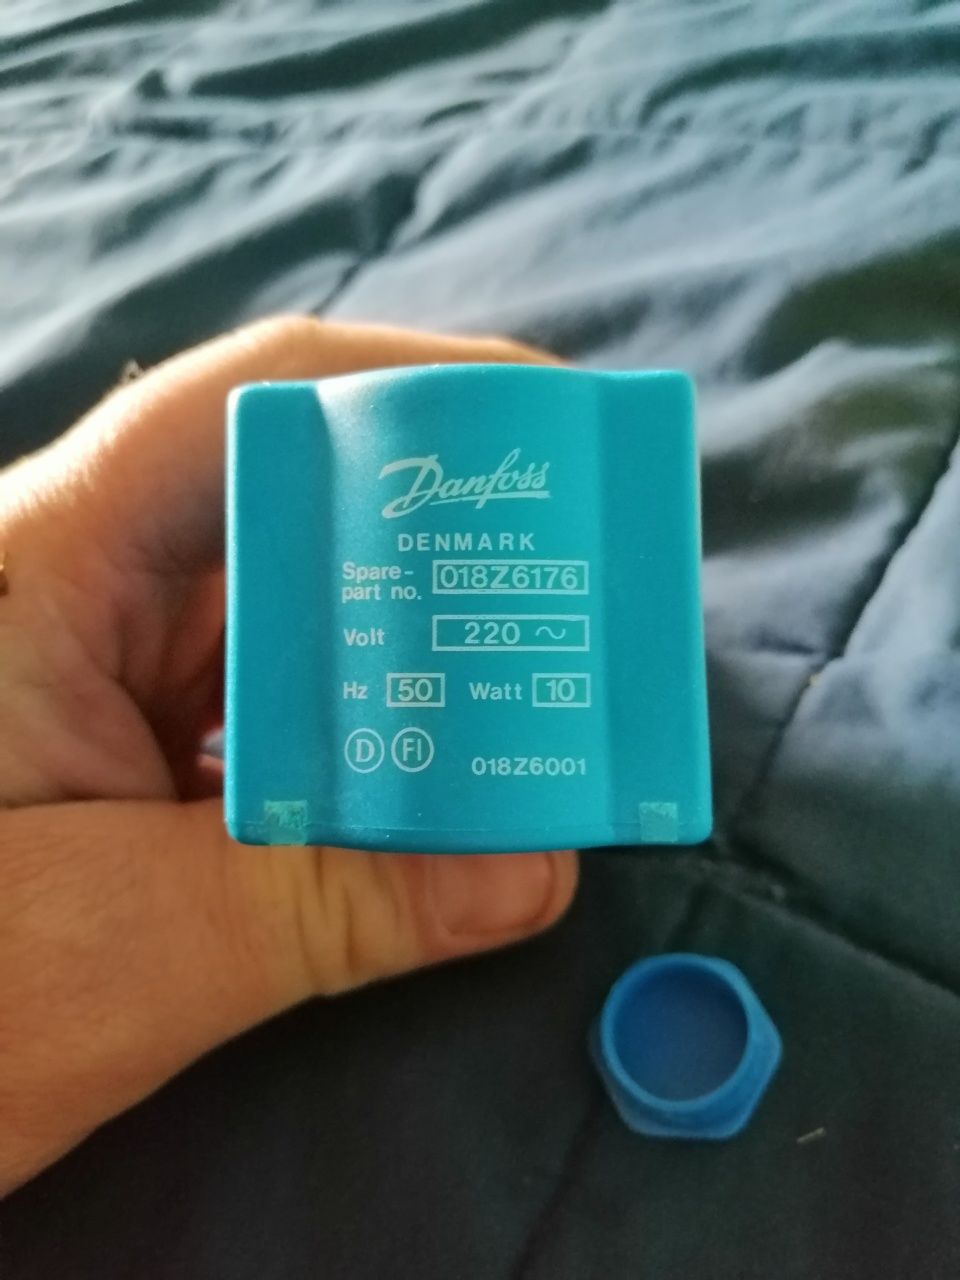 Danfoss
DENMARK
Spare-part no. 018Z6176
Volt 220 ~
Hz 50 Watt 10
D FI 018Z6001